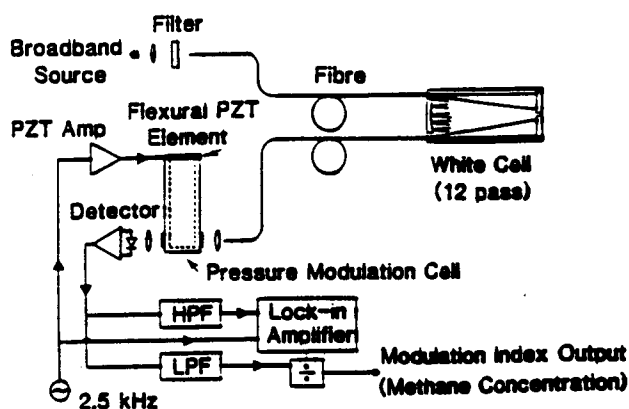 Filter
Broadband
Source
Fibre
Flexural PZT
Element
PZT Amp
White Cell
(12 pass)
Detector
Pressure Modulation Cell
HPF
Lock-in
Amplifier
LPF
÷
Modulation Index Output
(Methane Concentration)
2.5 kHz